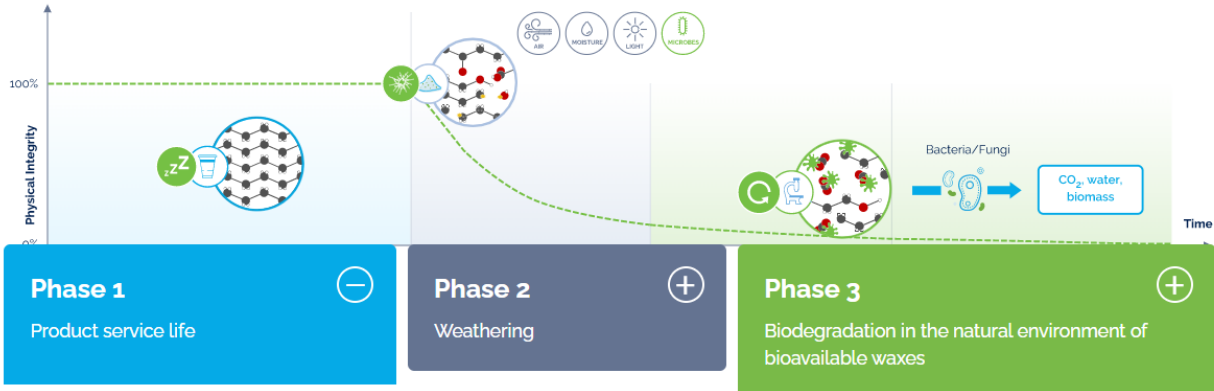 AIR
MOISTURE
LIGHT
MICROBES
100%
Physical Integrity
zzZ
Bacteria/Fungi
CO₂, water,
biomass
Time
0%
Phase 1
Product service life
Phase 2
Weathering
Phase 3
Biodegradation in the natural environment of
bioavailable waxes